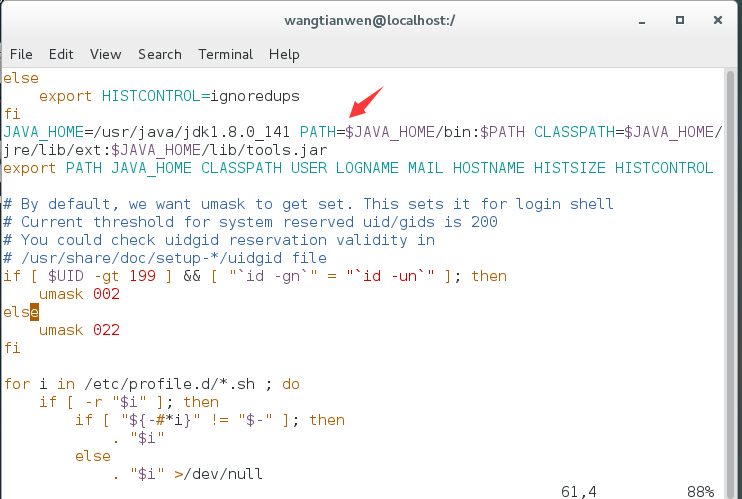 wangtianwen@localhost:/
File Edit View Search Terminal Help
else
    export HISTCONTROL=ignoredups
fi
JAVA_HOME=/usr/java/jdk1.8.0_141 PATH=$JAVA_HOME/bin:$PATH CLASSPATH=$JAVA_HOME/
jre/lib/ext:$JAVA_HOME/lib/tools.jar
export PATH JAVA_HOME CLASSPATH USER LOGNAME MAIL HOSTNAME HISTSIZE HISTCONTROL

# By default, we want umask to get set. This sets it for login shell
# Current threshold for system reserved uid/gids is 200
# You could check uidgid reservation validity in
# /usr/share/doc/setup-*/uidgid file
if [ $UID -gt 199 ] && [ "`id -gn`" = "`id -un`" ]; then
    umask 002
else
    umask 022
fi

for i in /etc/profile.d/*.sh ; do
    if [ -r "$i" ]; then
        if [ "${-#*i}" != "$-" ]; then
            . "$i"
        else
            . "$i" >/dev/null
61,4 88%